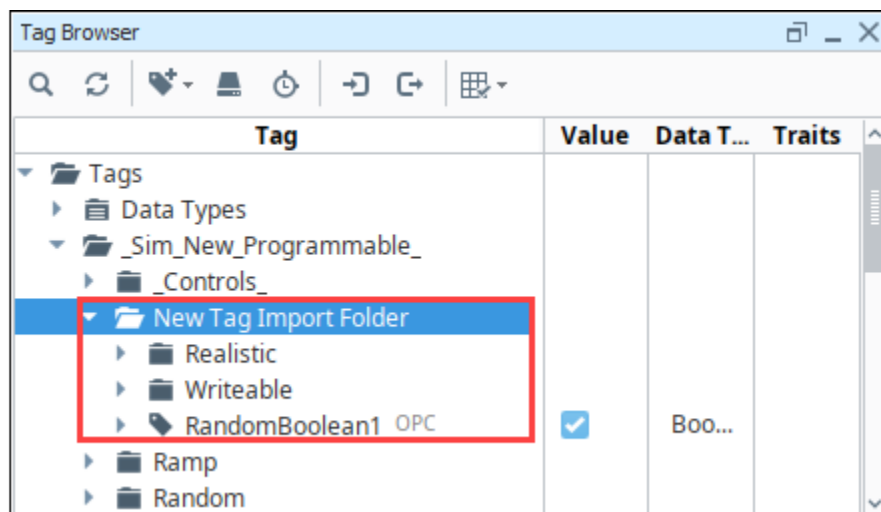 Tag Browser
Tag Value Data T... Traits
Tags
Data Types
_Sim_New_Programmable_
_Controls_
New Tag Import Folder
Realistic
Writeable
RandomBoolean1 OPC Boo...
Ramp
Random